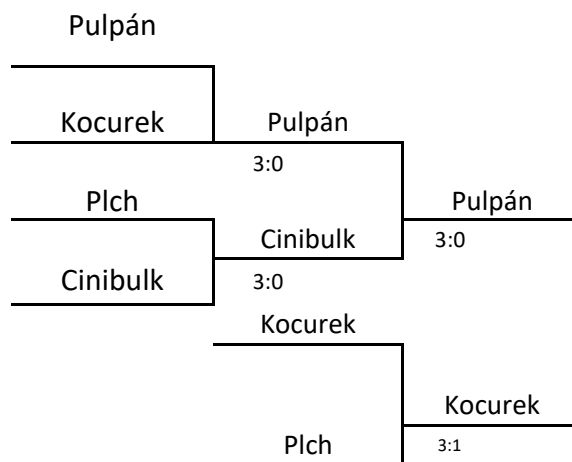 Pulpán
Kocurek
Pulpán
3:0
Plch
Pulpán
Cinibulk
3:0
Cinibulk
3:0
Kocurek
Kocurek
Plch
3:1